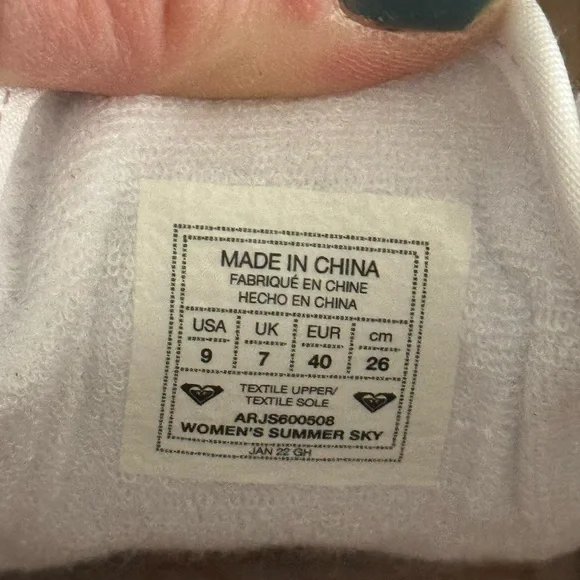 MADE IN CHINA
FABRIQUÉ EN CHINE
HECHO EN CHINA
USA UK EUR cm
9 7 40 26
TEXTILE UPPER/
TEXTILE SOLE
ARJS600508
WOMEN'S SUMMER SKY
JAN 22 GH